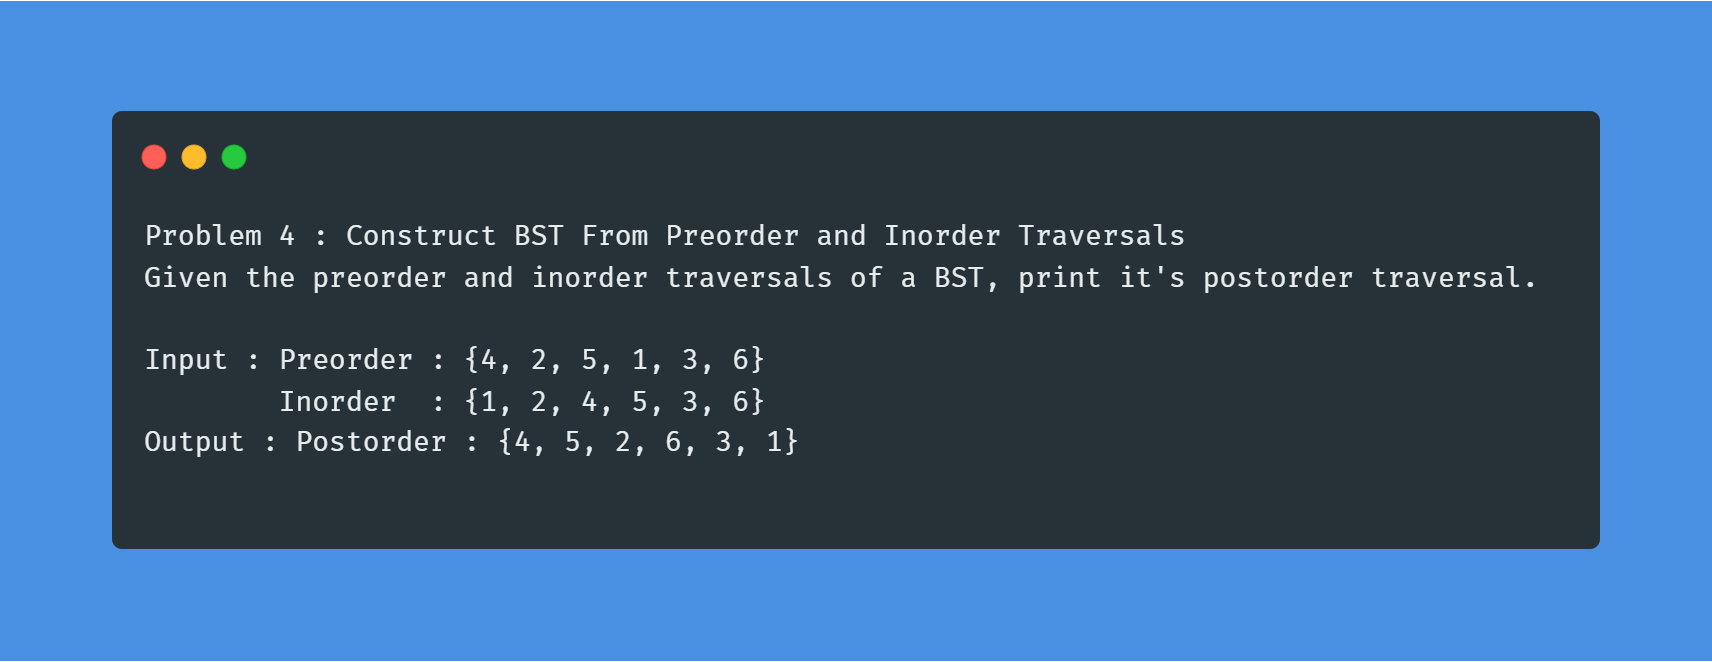 Problem 4 : Construct BST From Preorder and Inorder Traversals
Given the preorder and inorder traversals of a BST, print it's postorder traversal.
Input : Preorder : {4, 2, 5, 1, 3, 6}
Inorder  : {1, 2, 4, 5, 3, 6}
Output : Postorder : {4, 5, 2, 6, 3, 1}